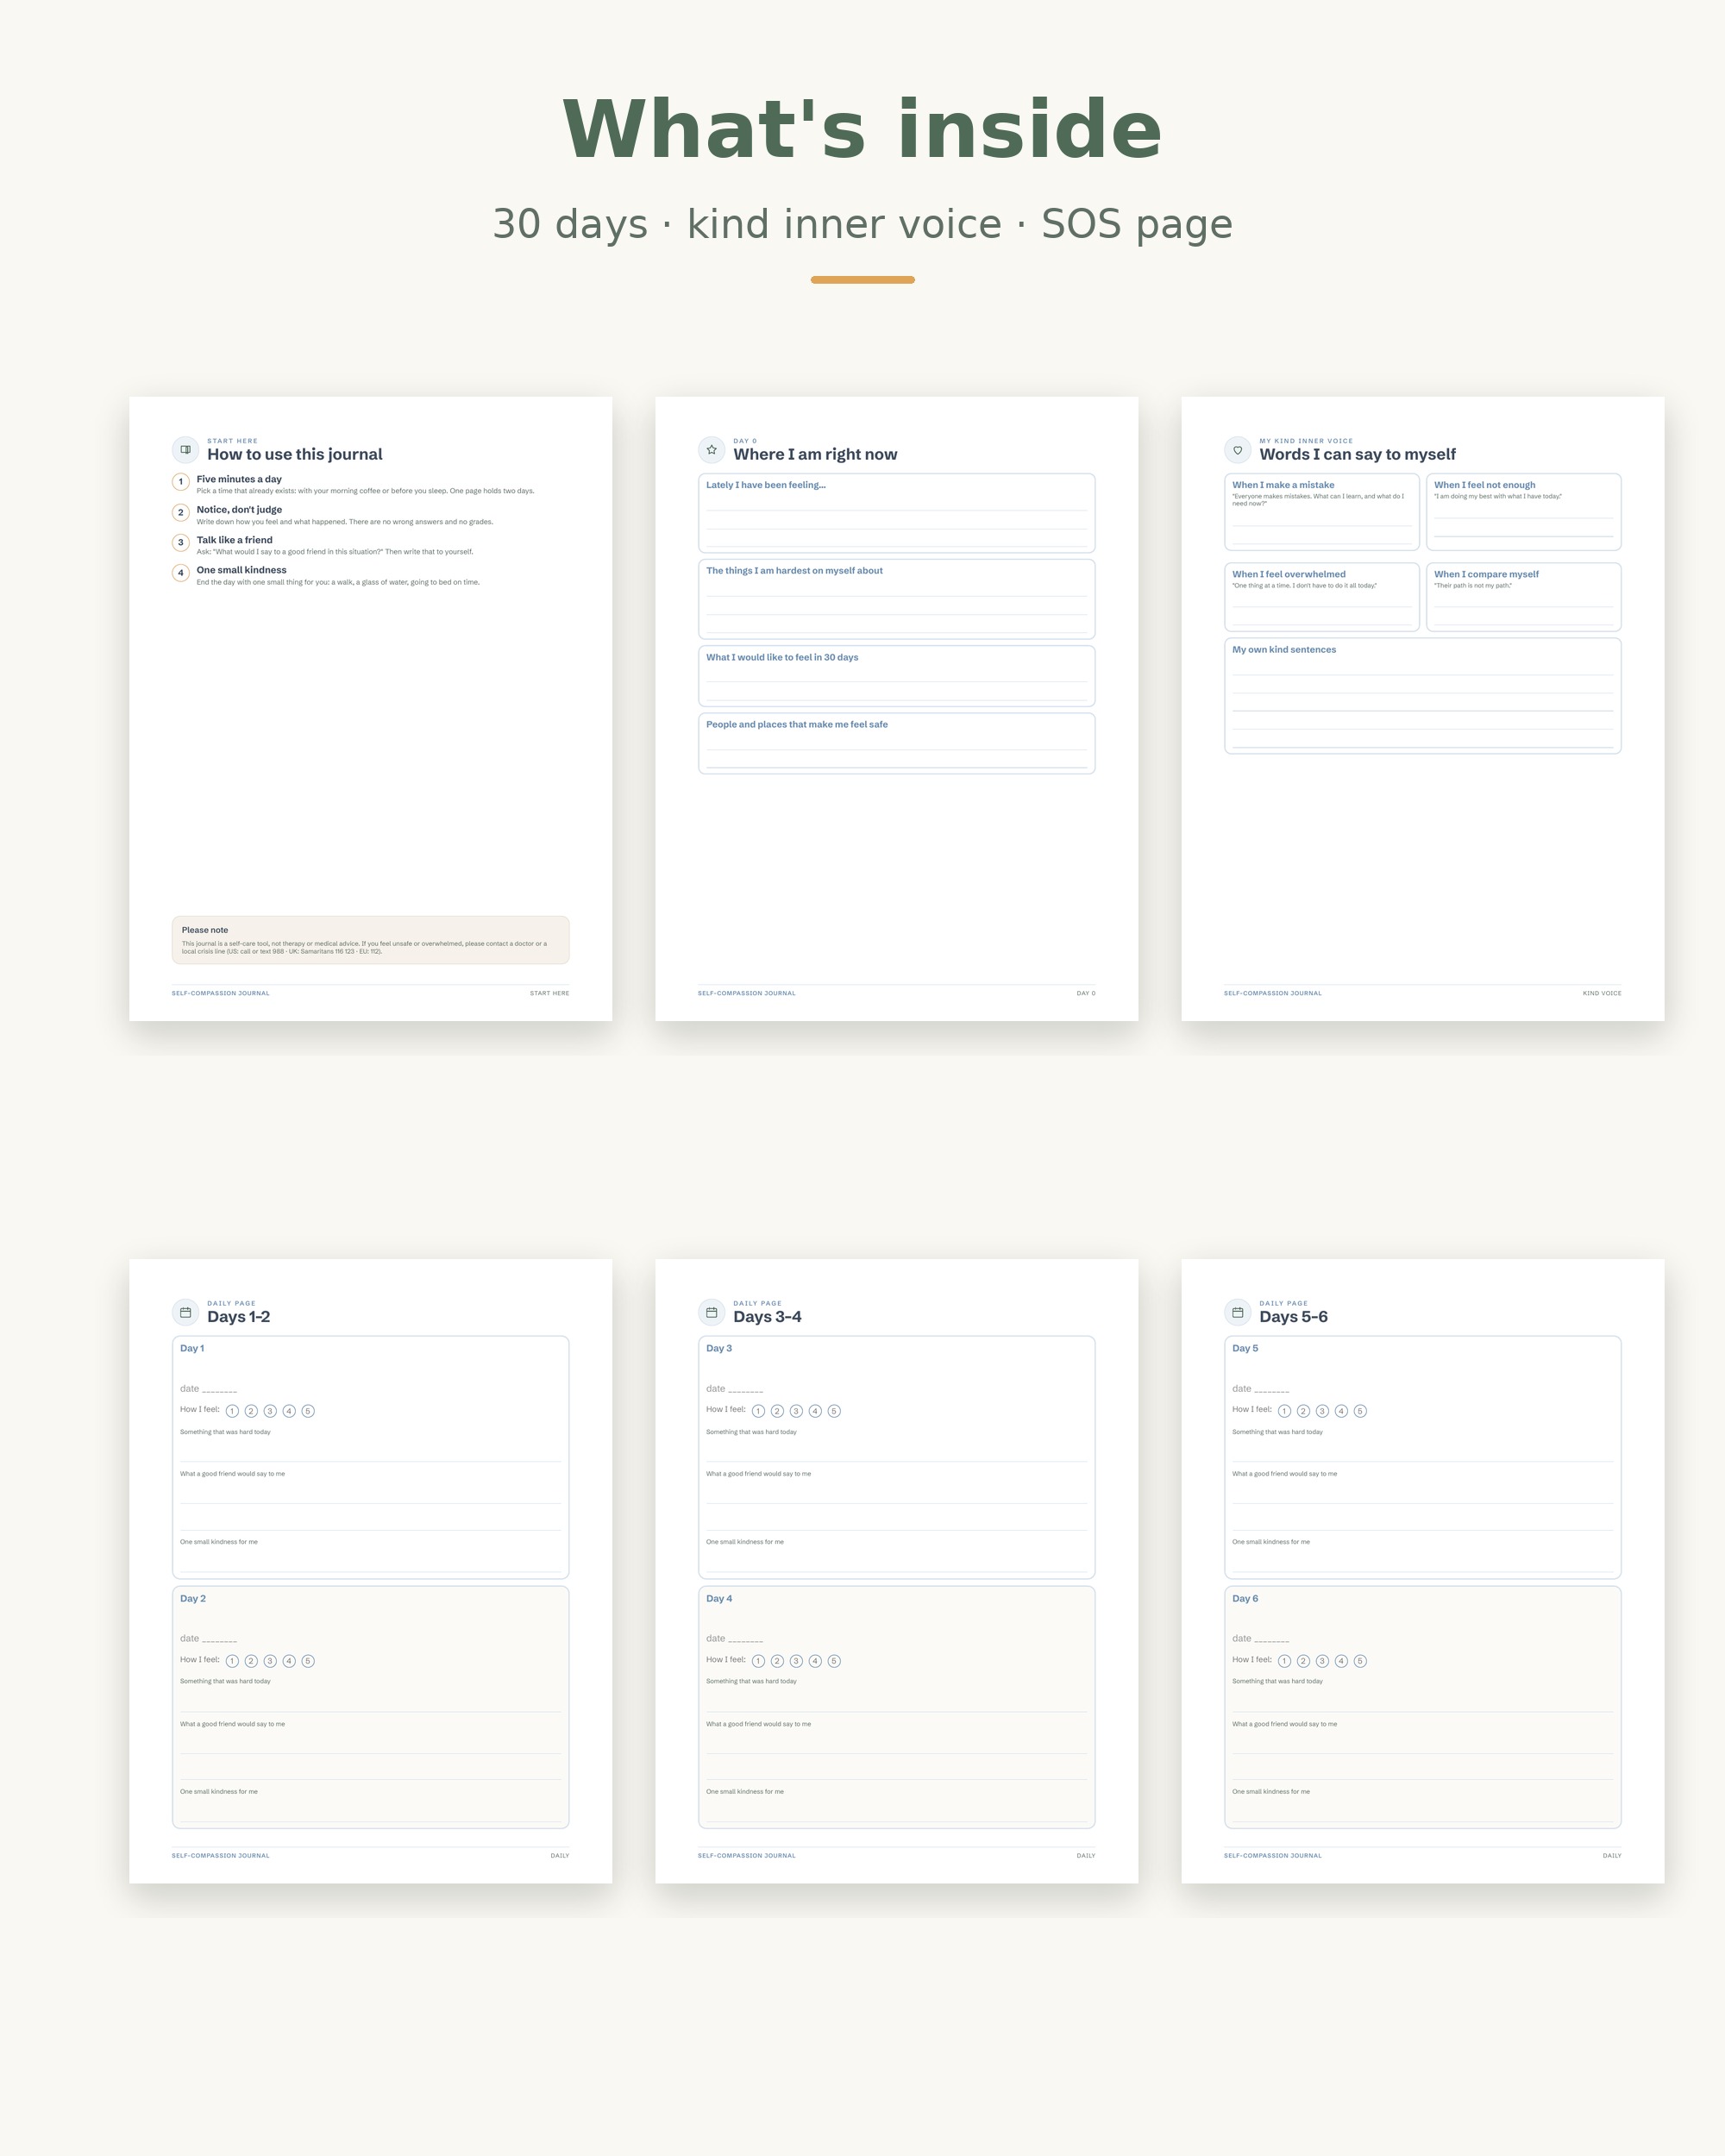 What's inside
30 days · kind inner voice · SOS page
START HERE
How to use this journal
1
Five minutes a day
Pick a time that already exists: with your morning coffee or before you sleep. One page holds two days.
2
Notice, don't judge
Write down how you feel and what happened. There are no wrong answers and no grades.
3
Talk like a friend
Ask: "What would I say to a good friend in this situation?" Then write that to yourself.
4
One small kindness
End the day with one small thing for you: a walk, a glass of water, going to bed on time.
Please note
This journal is a self-care tool, not therapy or medical advice. If you feel unsafe or overwhelmed, please contact a doctor or a
local crisis line (US: call or text 988 · UK: Samaritans 116 123 · EU: 112).
SELF-COMPASSION JOURNAL
START HERE
DAY 0
Where I am right now
Lately I have been feeling...
The things I am hardest on myself about
What I would like to feel in 30 days
People and places that make me feel safe
SELF-COMPASSION JOURNAL
DAY 0
MY KIND INNER VOICE
Words I can say to myself
When I make a mistake
"Everyone makes mistakes. What can I learn, and what do I
need now?"
When I feel not enough
"I am doing my best with what I have today."
When I feel overwhelmed
"One thing at a time. I don't have to do it all today."
When I compare myself
"Their path is not my path."
My own kind sentences
SELF-COMPASSION JOURNAL
KIND VOICE
DAILY PAGE
Days 1-2
Day 1
date ________
How I feel: 1 2 3 4 5
Something that was hard today
What a good friend would say to me
One small kindness for me
Day 2
date ________
How I feel: 1 2 3 4 5
Something that was hard today
What a good friend would say to me
One small kindness for me
SELF-COMPASSION JOURNAL
DAILY
DAILY PAGE
Days 3-4
Day 3
date ________
How I feel: 1 2 3 4 5
Something that was hard today
What a good friend would say to me
One small kindness for me
Day 4
date ________
How I feel: 1 2 3 4 5
Something that was hard today
What a good friend would say to me
One small kindness for me
SELF-COMPASSION JOURNAL
DAILY
DAILY PAGE
Days 5-6
Day 5
date ________
How I feel: 1 2 3 4 5
Something that was hard today
What a good friend would say to me
One small kindness for me
Day 6
date ________
How I feel: 1 2 3 4 5
Something that was hard today
What a good friend would say to me
One small kindness for me
SELF-COMPASSION JOURNAL
DAILY